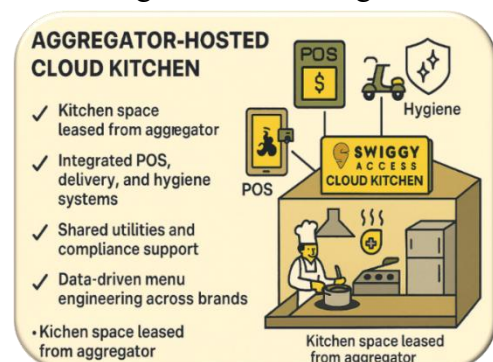 AGGREGATOR-HOSTED
CLOUD KITCHEN
✓ Kitchen space
leased from aggregator
✓ Integrated POS,
delivery, and hygiene
systems
✓ Shared utilities and
compliance support
✓ Data-driven menu
engineering across brands
• Kichen space leased
from aggregator
POS
$
Hygiene
POS
SWIGGY
ACCESS
CLOUD KITCHEN
Kitchen space leased
from aggregator